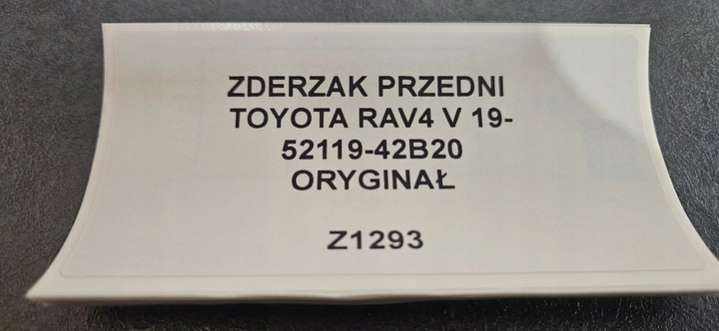 ZDERZAK PRZEDNI
TOYOTA RAV4 V 19-
52119-42B20
ORYGINAŁ
Z1293